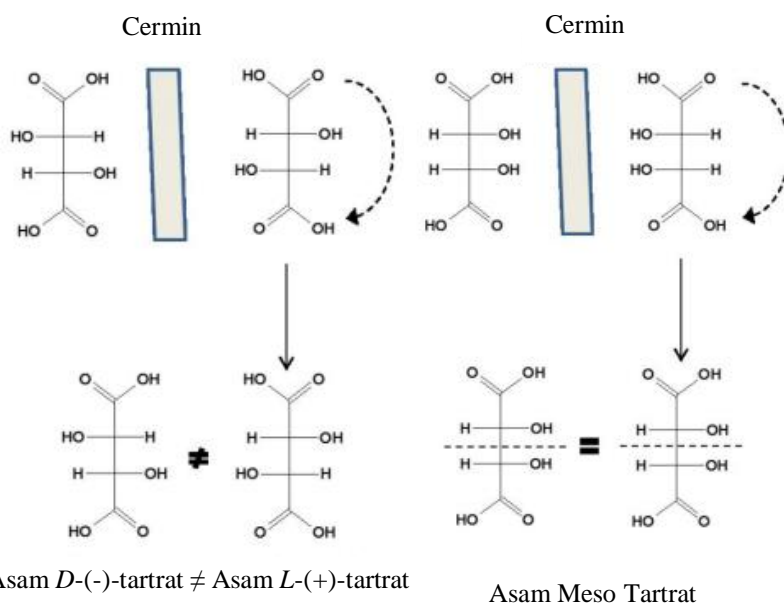 Cermin Cermin
O OH HO O O OH HO O
HO H H OH H OH HO H
H OH HO H H OH HO H
HO O O OH HO O O OH
O OH HO O O OH O OH
HO H H OH H OH H OH
≠ =
H OH HO H H OH H OH
HO O O OH HO O HO O
Asam D-(-)-tartrat ≠ Asam L-(+)-tartrat
Asam Meso Tartrat